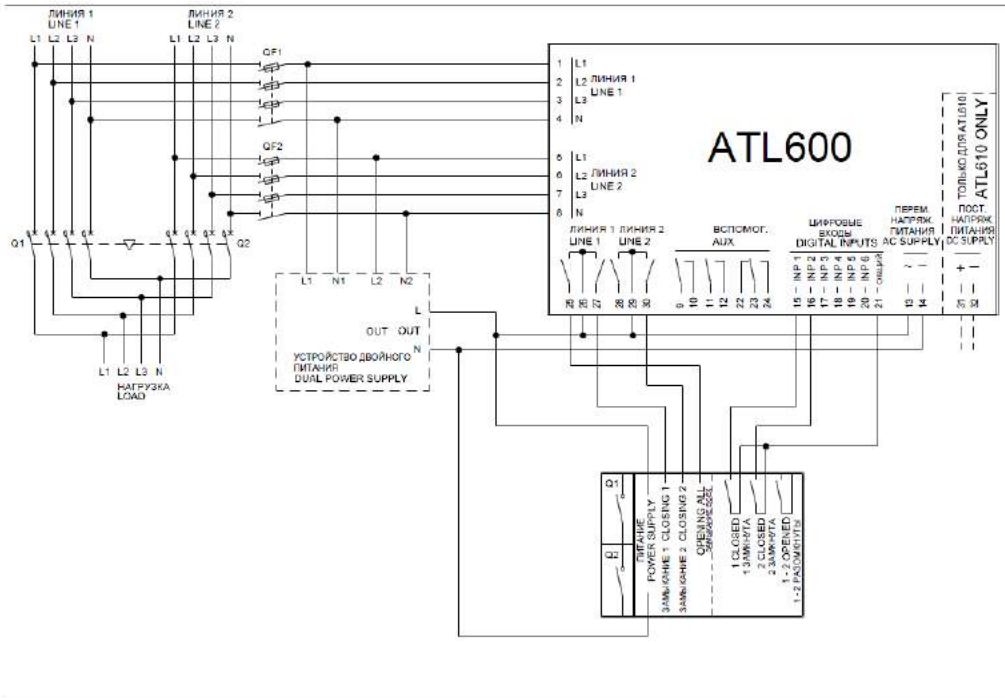 ЛИНИЯ 1
LINE 1
L1 L2 L3 N
ЛИНИЯ 2
LINE 2
L1 L2 L3 N
QF1
QF2
Q1
Q2
L1 L2 L3 N
НАГРУЗКА
LOAD
1 L1
2 L2
3 L3
4 N
ЛИНИЯ 1
LINE 1
5 L1
6 L2
7 L3
8 N
ЛИНИЯ 2
LINE 2
ATL600
ТОЛЬКО ДЛЯ ATL610
ATL610 ONLY
ЛИНИЯ 1
LINE 1
ЛИНИЯ 2
LINE 2
ВСПОМОГ.
AUX
ЦИФРОВЫЕ
ВХОДЫ
DIGITAL INPUTS
ПЕРЕМ.
НАПРЯЖ.
ПИТАНИЯ
AC SUPPLY
ПОСТ.
НАПРЯЖ.
ПИТАНИЯ
DC SUPPLY
25 26 27
28 29 30
9 10
11 12
22 23 24
15 INP 1
16 INP 2
17 INP 3
18 INP 4
19 INP 5
20 INP 6
21 ОБЩИЙ
13 ~
14
31 +
32 –
L1 N1 L2 N2
L
OUT OUT
N
УСТРОЙСТВО ДВОЙНОГО
ПИТАНИЯ
DUAL POWER SUPPLY
Q1
Q2
ПИТАНИЕ
POWER SUPPLY
ЗАМЫКАНИЕ 1 CLOSING 1
ЗАМЫКАНИЕ 2 CLOSING 2
OPENING ALL
1 CLOSED
1 ЗАМКНУТА
2 CLOSED
2 ЗАМКНУТА
1 - 2 OPENED
1 - 2 РАЗОМКНУТЫ